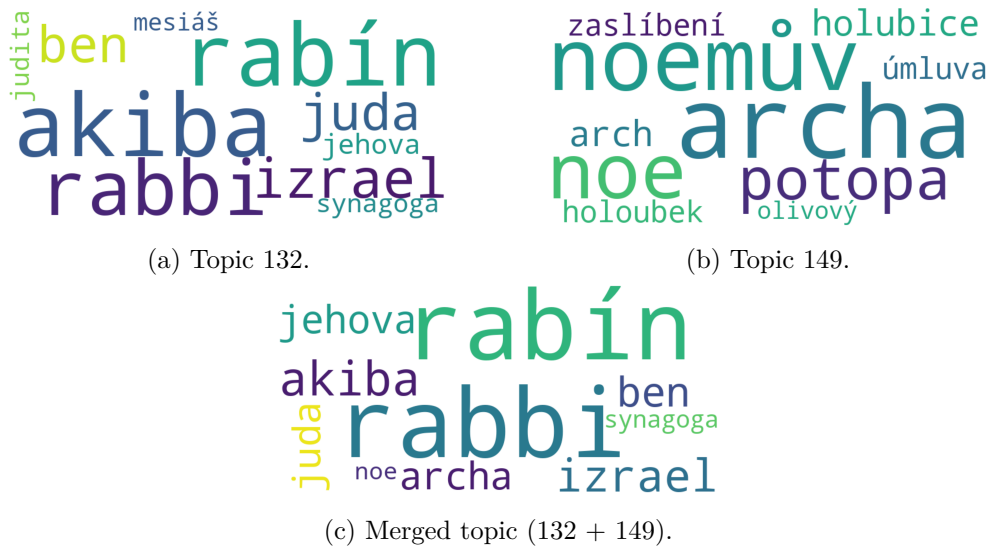 judita
ben
mesiáš
rabín
akiba
juda
jehova
rabbi
izrael
synagoga
(a) Topic 132.
zaslíbení
holubice
noemův
úmluva
archa
arch
noe
potopa
holoubek
olivový
(b) Topic 149.
jehova
rabín
akiba
rabbi
ben
synagoga
juda
noe
archa
izrael
(c) Merged topic (132 + 149).